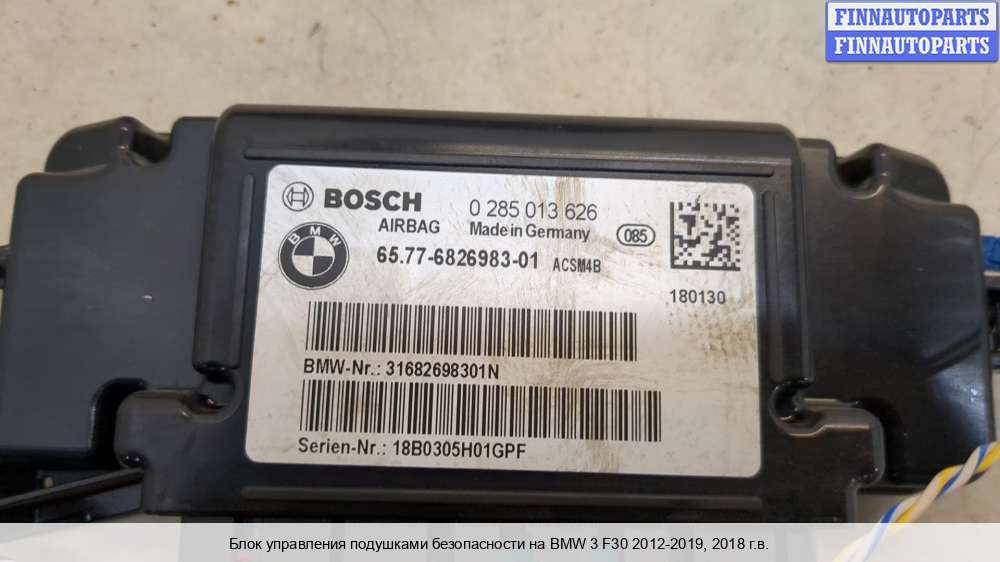 FINNAUTOPARTS
FINNAUTOPARTS
BOSCH
0 285 013 626
AIRBAG
Made in Germany
085
BMW
65.77-6826983-01 ACSM4B
180130
BMW-Nr.: 31682698301N
Serien-Nr.: 18B0305H01GPF
Блок управления подушками безопасности на BMW 3 F30 2012-2019, 2018 г.в.